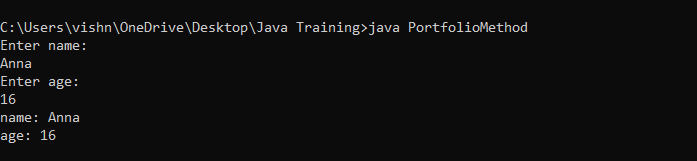 C:\Users\vishn\OneDrive\Desktop\Java Training>java PortfolioMethod
Enter name:
Anna
Enter age:
16
name: Anna
age: 16